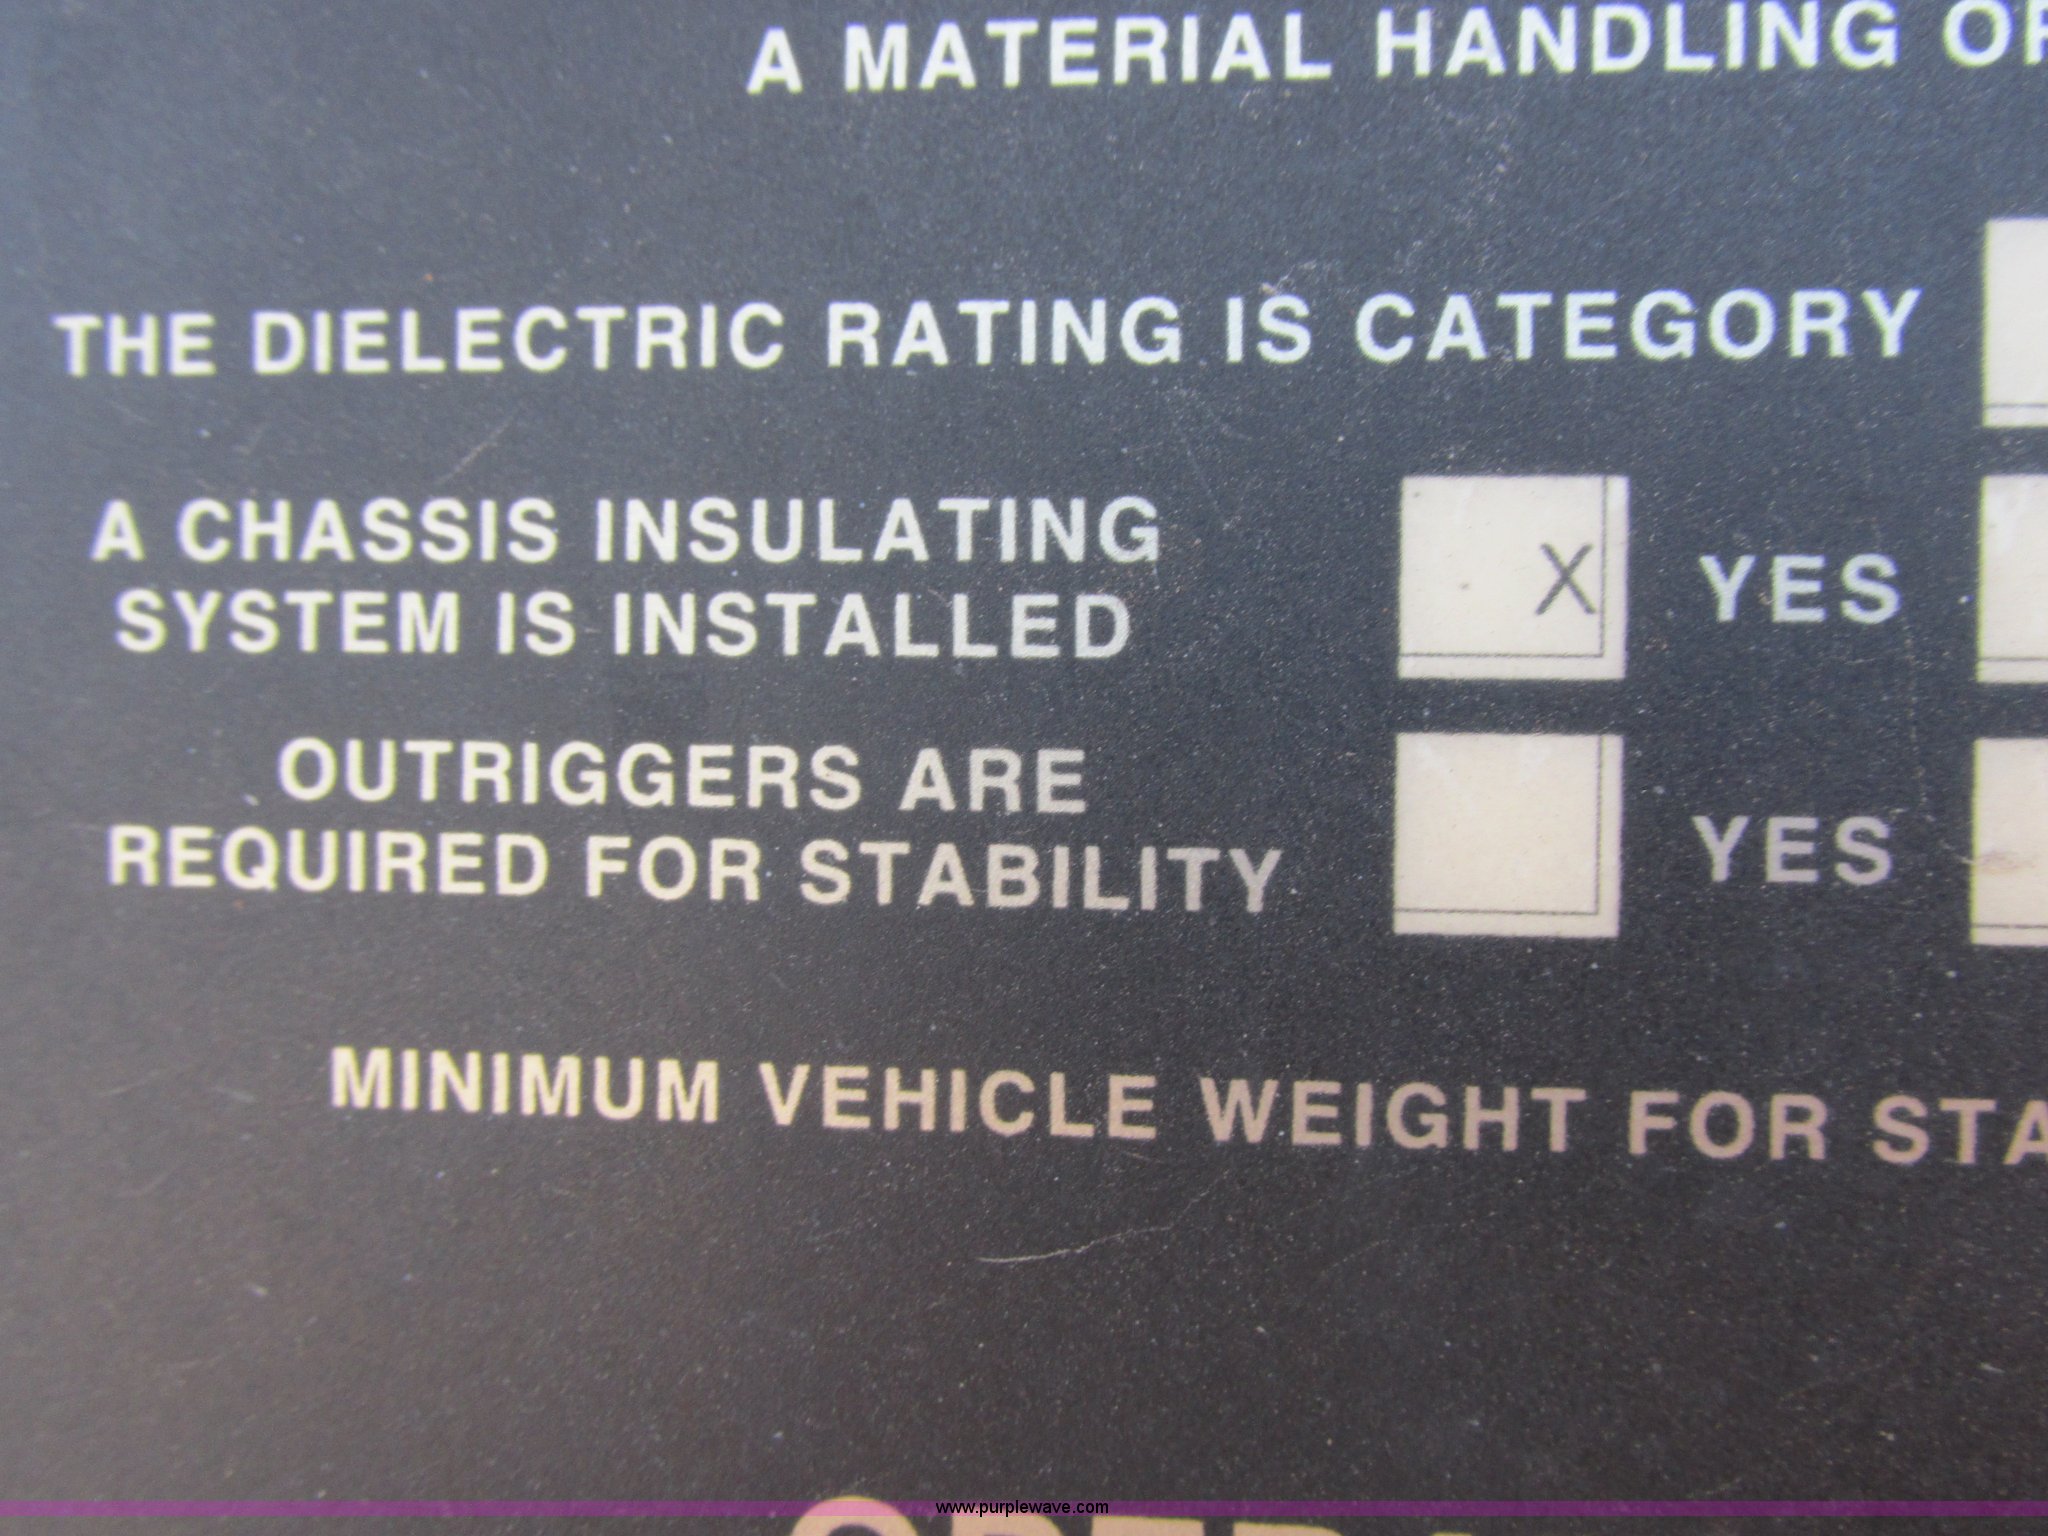 A MATERIAL HANDLING
THE DIELECTRIC RATING IS CATEGORY
A CHASSIS INSULATING
SYSTEM IS INSTALLED
X YES
OUTRIGGERS ARE
REQUIRED FOR STABILITY
YES
MINIMUM VEHICLE WEIGHT FOR
www.purplewave.com